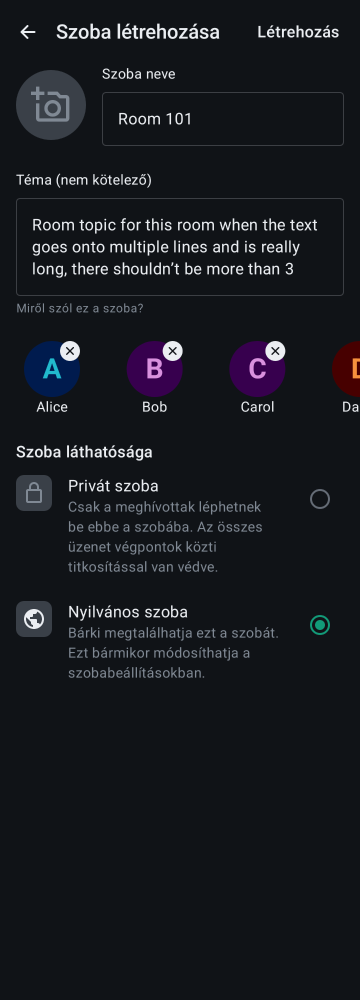 Szoba létrehozása
Létrehozás
Szoba neve
Room 101
Téma (nem kötelező)
Room topic for this room when the text
goes onto multiple lines and is really
long, there shouldn’t be more than 3
Miről szól ez a szoba?
A
B
C
Alice
Bob
Carol
Da
Szoba láthatósága
Privát szoba
Csak a meghívottak léphetnek
be ebbe a szobába. Az összes
üzenet végpontok közti
titkosítással van védve.
Nyilvános szoba
Bárki megtalálhatja ezt a szobát.
Ezt bármikor módosíthatja a
szobabeállításokban.